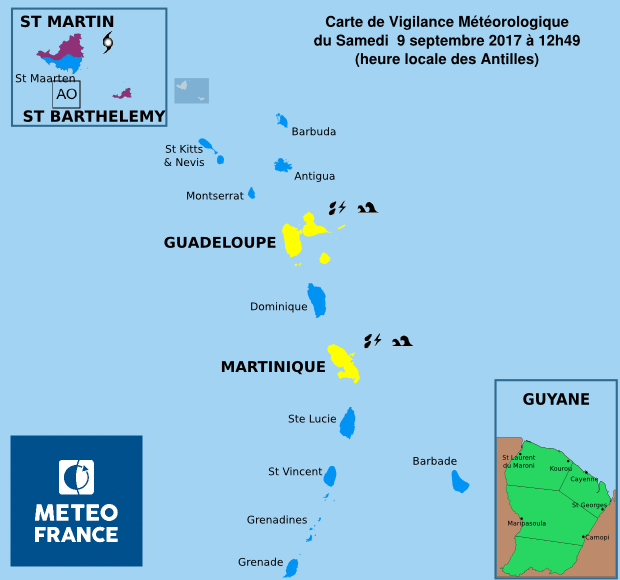 Carte de Vigilance Météorologique
du Samedi 9 septembre 2017 à 12h49
(heure locale des Antilles)
ST MARTIN
St Maarten
AO
ST BARTHELEMY
Barbuda
St Kitts
& Nevis
Antigua
Montserrat
GUADELOUPE
Dominique
MARTINIQUE
Ste Lucie
St Vincent
Barbade
Grenadines
Grenade
METEO
FRANCE
GUYANE
St Laurent
du Maroni
Kourou
Cayenne
St Georges
Maripasoula
Camopi